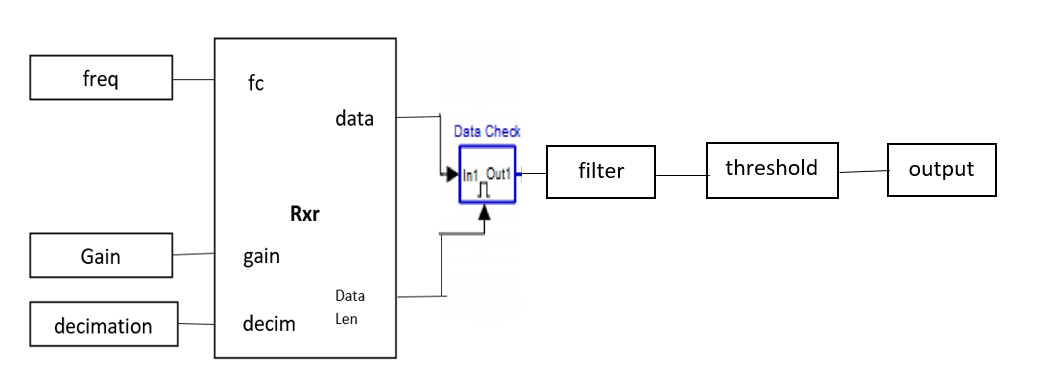 freq
fc
data
Data Check
In1 Out1
filter
threshold
output
Rxr
Gain
gain
Data
Len
decimation
decim